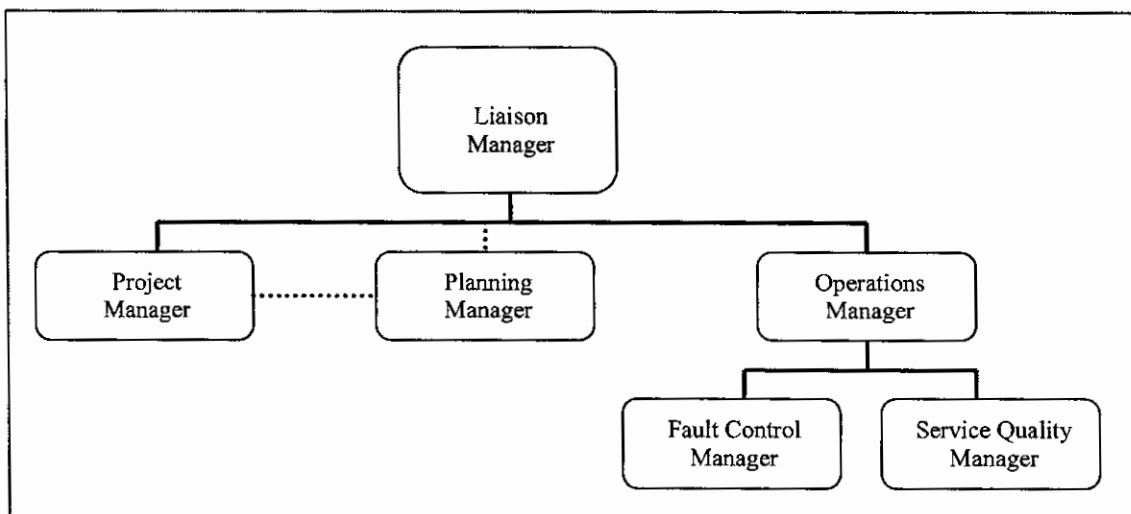 Liaison
Manager
Project
Manager
Planning
Manager
Operations
Manager
Fault Control
Manager
Service Quality
Manager